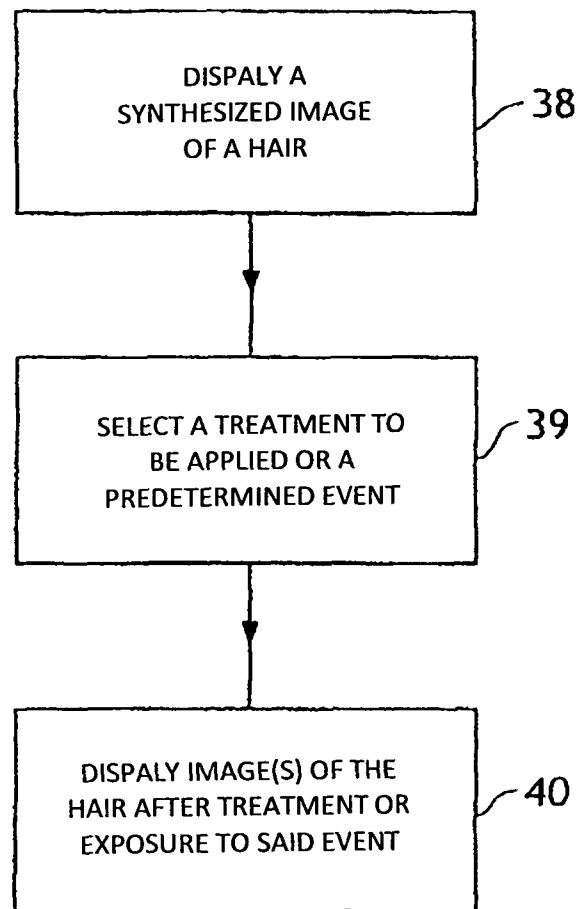 DISPALY A
SYNTHESIZED IMAGE
OF A HAIR
38
SELECT A TREATMENT TO
BE APPLIED OR A
PREDETERMINED EVENT
39
DISPALY IMAGE(S) OF THE
HAIR AFTER TREATMENT OR
EXPOSURE TO SAID EVENT
40